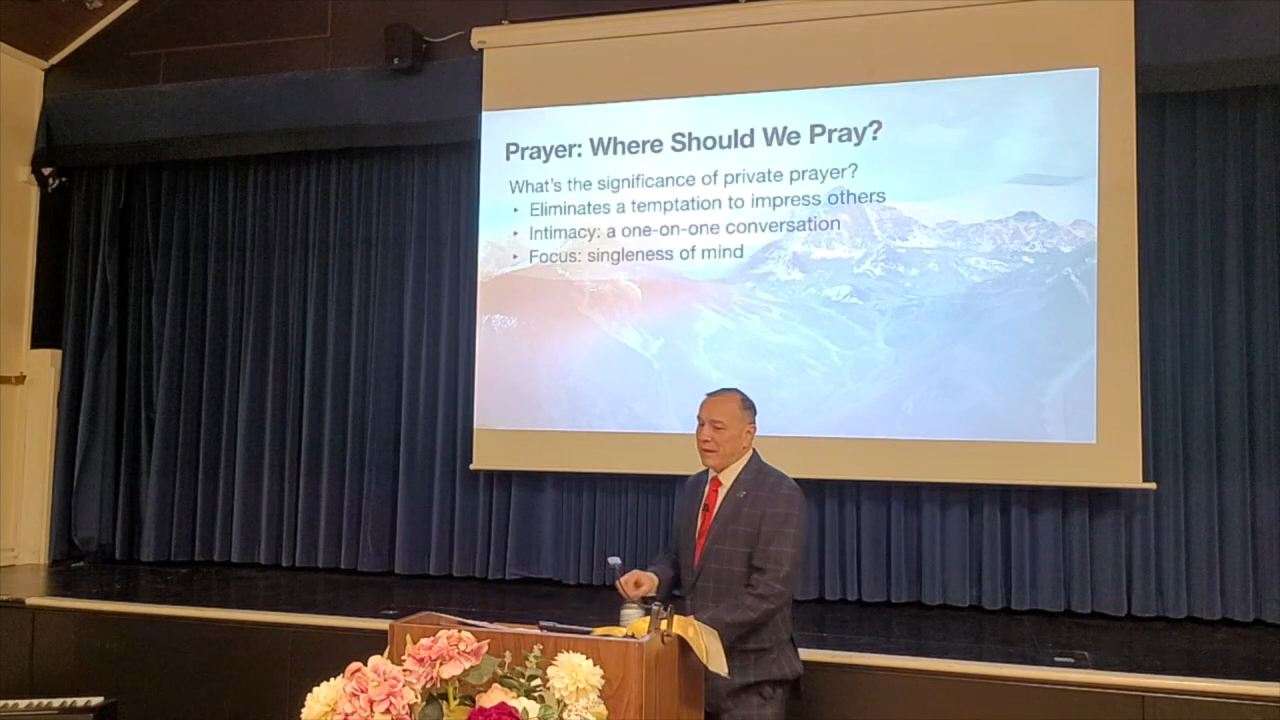 Prayer: Where Should We Pray?
What's the significance of private prayer?
‣ Eliminates a temptation to impress others
‣ Intimacy: a one-on-one conversation
‣ Focus: singleness of mind